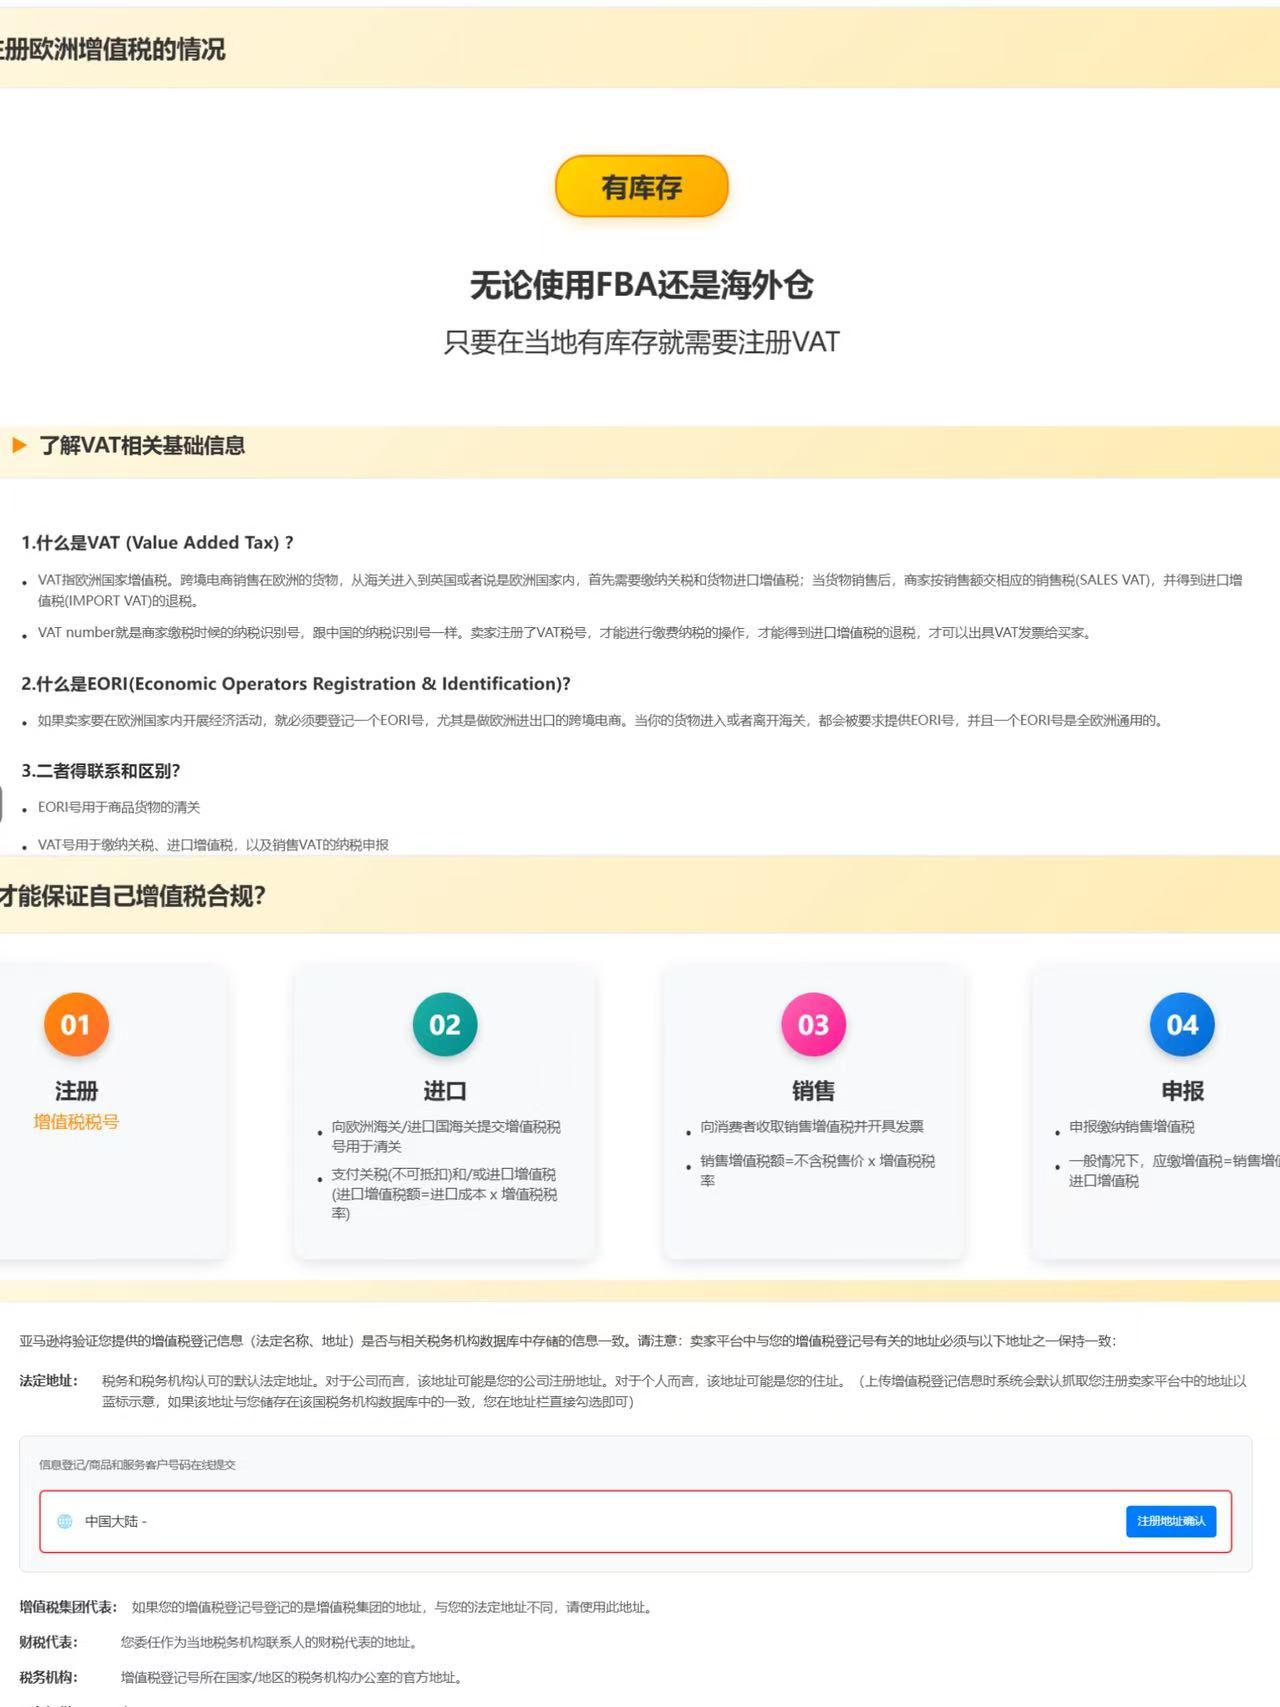 册欧洲增值税的情况
有库存
无论使用FBA还是海外仓
只要在当地有库存就需要注册VAT
▶ 了解VAT相关基础信息
1.什么是VAT (Value Added Tax) ？
• VAT指欧洲国家增值税。跨境电商销售在欧洲的货物，从海关进入到英国或者说是欧洲国家内，首先需要缴纳关税和货物进口增值税；当货物销售后，商家按销售额交相应的销售税(SALES VAT)，并得到进口增
值税(IMPORT VAT)的退税。
• VAT number就是商家缴税时候的纳税识别号，跟中国的纳税识别号一样。卖家注册了VAT税号，才能进行缴费纳税的操作，才能得到进口增值税的退税，才可以出具VAT发票给买家。
2.什么是EORI(Economic Operators Registration & Identification)?
• 如果卖家要在欧洲国家内开展经济活动，就必须要登记一个EORI号，尤其是做欧洲进出口的跨境电商。当你的货物进入或者离开海关，都会被要求提供EORI号，并且一个EORI号是全欧洲通用的。
3.二者得联系和区别?
• EORI号用于商品货物的清关
• VAT号用于缴纳关税、进口增值税，以及销售VAT的纳税申报
才能保证自己增值税合规?
01
注册
增值税税号
02
进口
• 向欧洲海关/进口国海关提交增值税税
号用于清关
• 支付关税(不可抵扣)和/或进口增值税
(进口增值税额=进口成本 x 增值税税
率)
03
销售
• 向消费者收取销售增值税并开具发票
• 销售增值税额=不含税售价 x 增值税税
率
04
申报
• 申报缴纳销售增值税
• 一般情况下，应缴增值税=销售增值
进口增值税
亚马逊将验证您提供的增值税登记信息（法定名称、地址）是否与相关税务机构数据库中存储的信息一致。请注意：卖家平台中与您的增值税登记号有关的地址必须与以下地址之一保持一致：
法定地址： 税务和税务机构认可的默认法定地址。对于公司而言，该地址可能是您的公司注册地址。对于个人而言，该地址可能是您的住址。（上传增值税登记信息时系统会默认抓取您注册卖家平台中的地址以
蓝标示意，如果该地址与您储存在该国税务机构数据库中的一致，您在地址栏直接勾选即可）
信息登记/商品和服务客户号码在线提交
中国大陆 -
注册地址确认
增值税集团代表： 如果您的增值税登记号登记的是增值税集团的地址，与您的法定地址不同，请使用此地址。
财税代表： 您委任作为当地税务机构联系人的财税代表的地址。
税务机构： 增值税登记号所在国家/地区的税务机构办公室的官方地址。